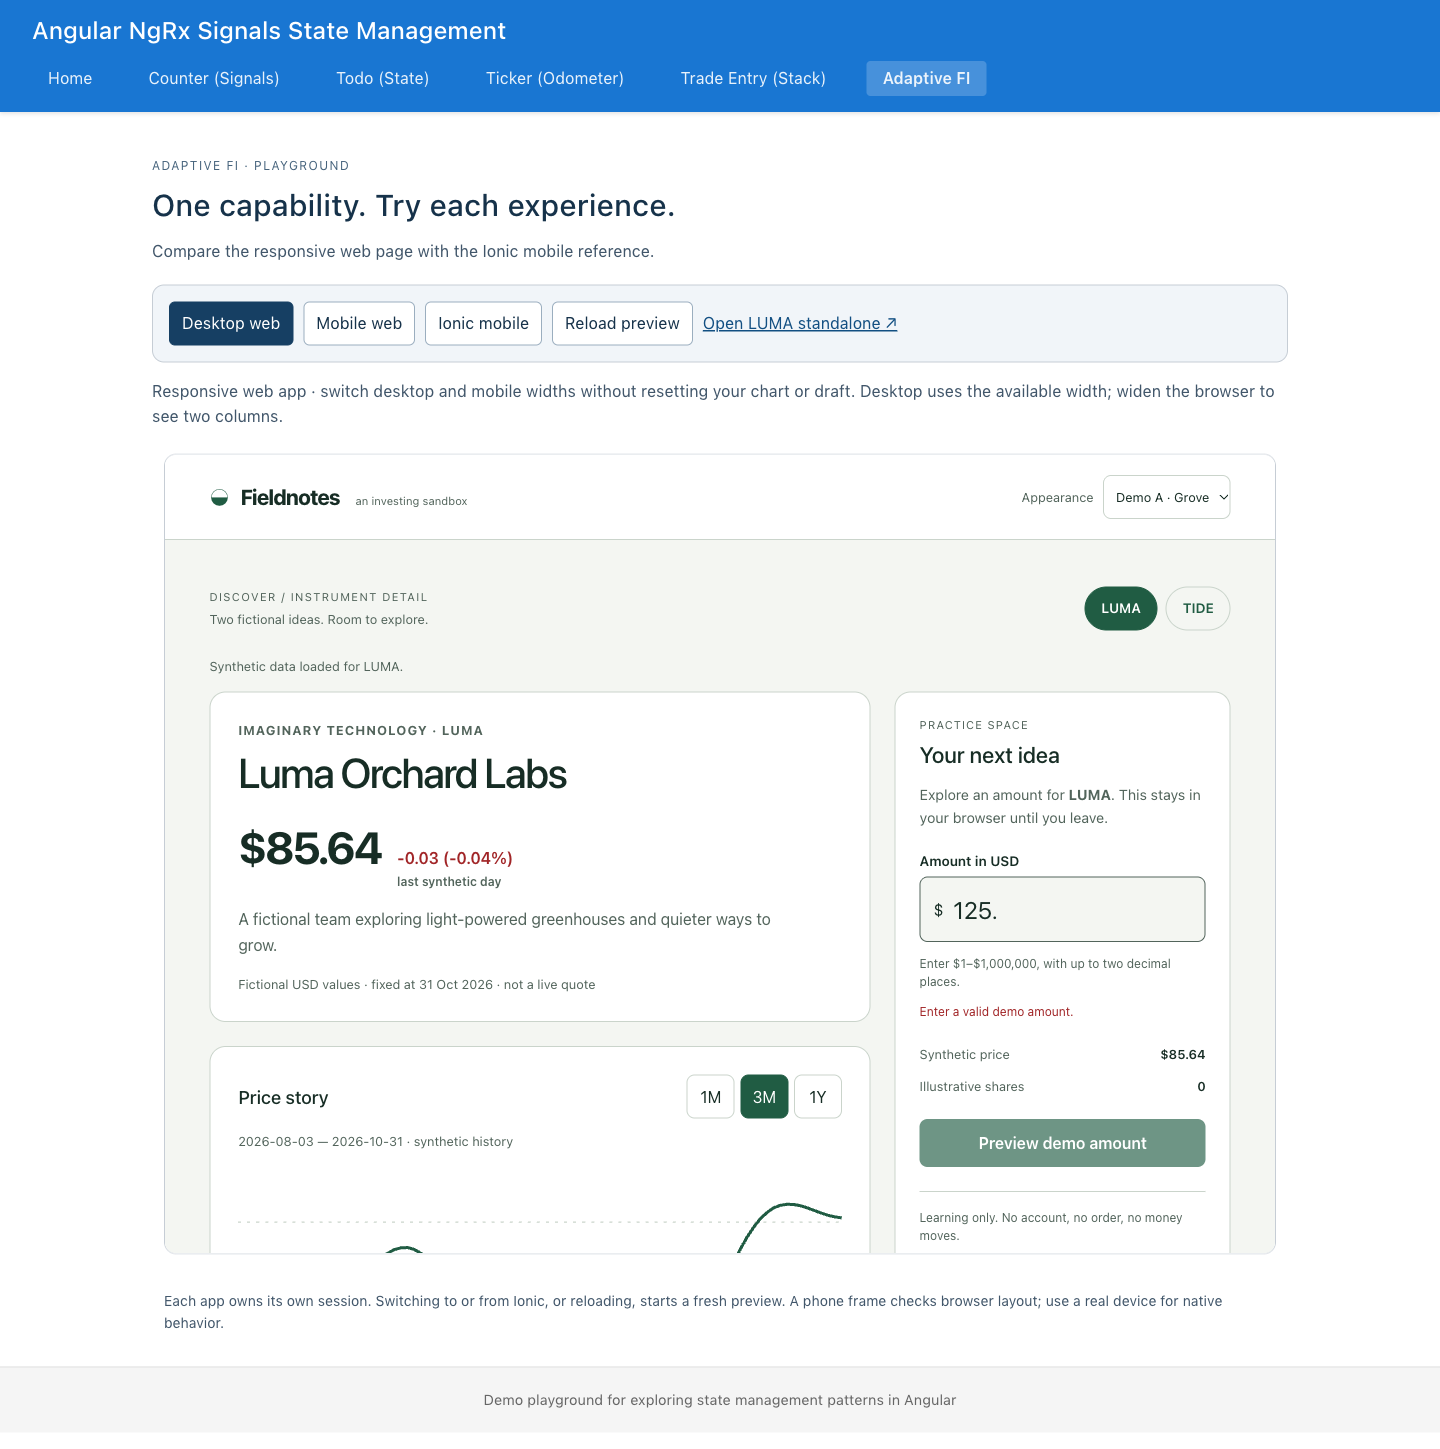 Angular NgRx Signals State Management
Home Counter (Signals) Todo (State) Ticker (Odometer) Trade Entry (Stack) Adaptive FI
ADAPTIVE FI · PLAYGROUND
One capability. Try each experience.
Compare the responsive web page with the Ionic mobile reference.
Desktop web Mobile web Ionic mobile Reload preview Open LUMA standalone ↗
Responsive web app · switch desktop and mobile widths without resetting your chart or draft. Desktop uses the available width; widen the browser to
see two columns.
Fieldnotes an investing sandbox Appearance Demo A · Grove
DISCOVER / INSTRUMENT DETAIL
Two fictional ideas. Room to explore.
LUMA TIDE
Synthetic data loaded for LUMA.
IMAGINARY TECHNOLOGY · LUMA
Luma Orchard Labs
$85.64 -0.03 (-0.04%)
last synthetic day
A fictional team exploring light-powered greenhouses and quieter ways to
grow.
Fictional USD values · fixed at 31 Oct 2026 · not a live quote
Price story 1M 3M 1Y
2026-08-03 — 2026-10-31 · synthetic history
PRACTICE SPACE
Your next idea
Explore an amount for LUMA. This stays in
your browser until you leave.
Amount in USD
$ 125.
Enter $1–$1,000,000, with up to two decimal
places.
Enter a valid demo amount.
Synthetic price $85.64
Illustrative shares 0
Preview demo amount
Learning only. No account, no order, no money
moves.
Each app owns its own session. Switching to or from Ionic, or reloading, starts a fresh preview. A phone frame checks browser layout; use a real device for native
behavior.
Demo playground for exploring state management patterns in Angular